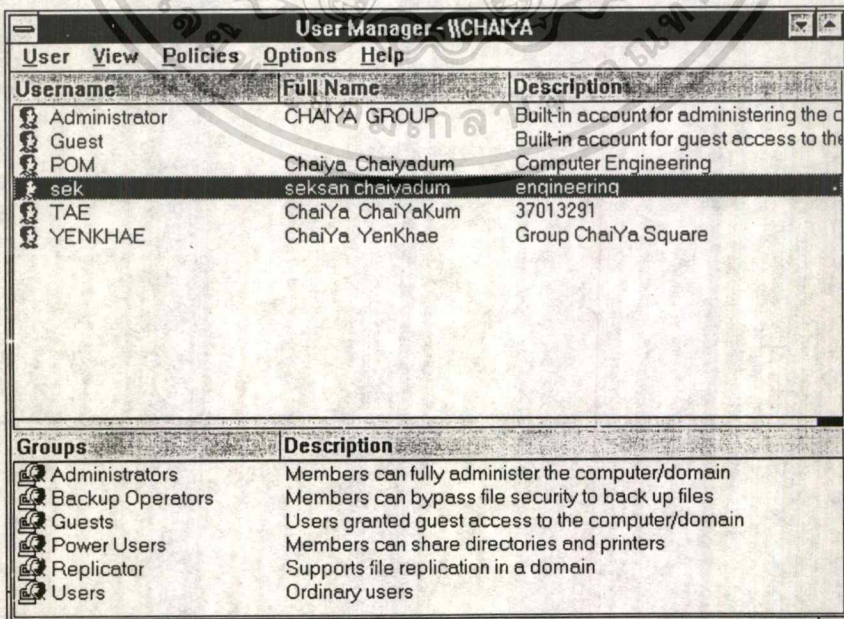 User Manager - \\CHAIYA
User View Policies Options Help
Username Full Name Description
Administrator CHAIYA GROUP Built-in account for administering the c
Guest Built-in account for guest access to the
POM Chaiya Chaiyadum Computer Engineering
sek seksan chaiyadum engineering
TAE ChaiYa ChaiYaKum 37013291
YENKHAE ChaiYa YenKhae Group ChaiYa Square
Groups Description
Administrators Members can fully administer the computer/domain
Backup Operators Members can bypass file security to back up files
Guests Users granted guest access to the computer/domain
Power Users Members can share directories and printers
Replicator Supports file replication in a domain
Users Ordinary users